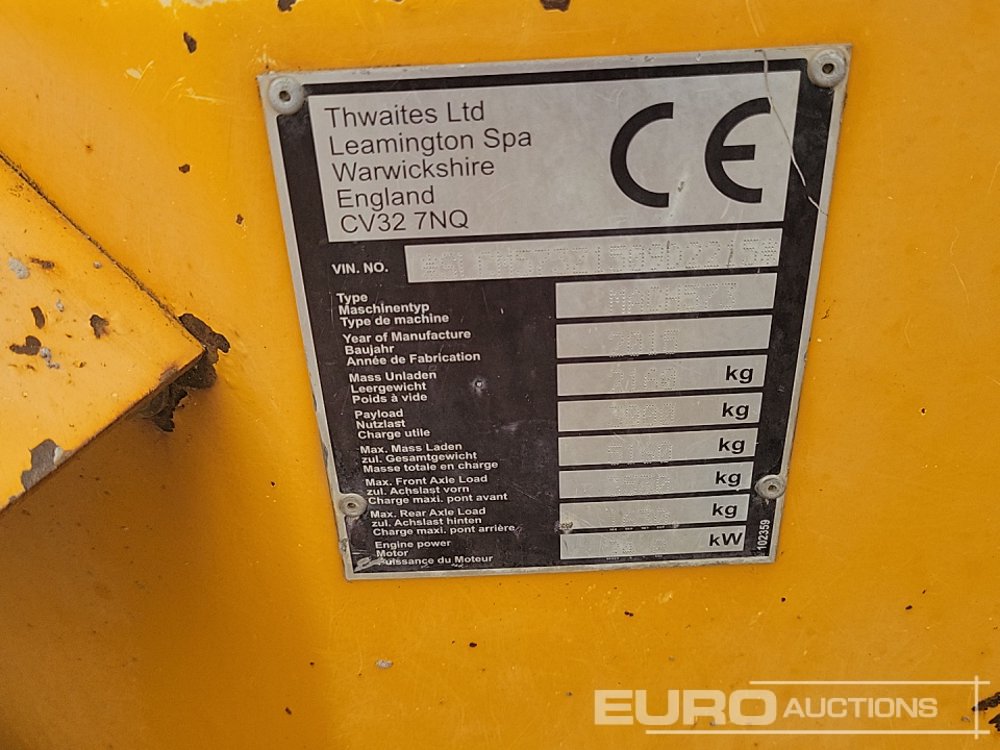 Thwaites Ltd
Leamington Spa
Warwickshire
England
CV32 7NQ
CE
VIN. NO.
Type
Maschinentyp
Type de machine
MACH573
Year of Manufacture
Baujahr
Année de Fabrication
Mass Unladen
Leergewicht
Poids à vide
2160 kg
Payload
Nutzlast
Charge utile
kg
Max. Mass Laden
zul. Gesamtgewicht
Masse totale en charge
kg
Max. Front Axle Load
zul. Achslast vorn
Charge maxi. pont avant
kg
Max. Rear Axle Load
zul. Achslast hinten
Charge maxi. pont arrière
kg
Engine power
Motor
Puissance du Moteur
kW
102359
EURO AUCTIONS